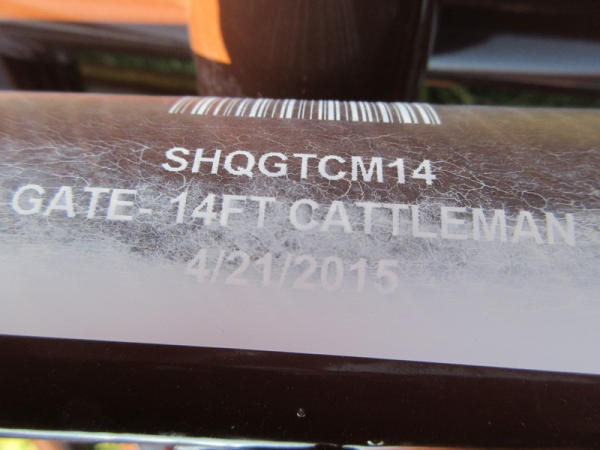 SHQGTCM14
GATE- 14FT CATTLEMAN
4/21/2015